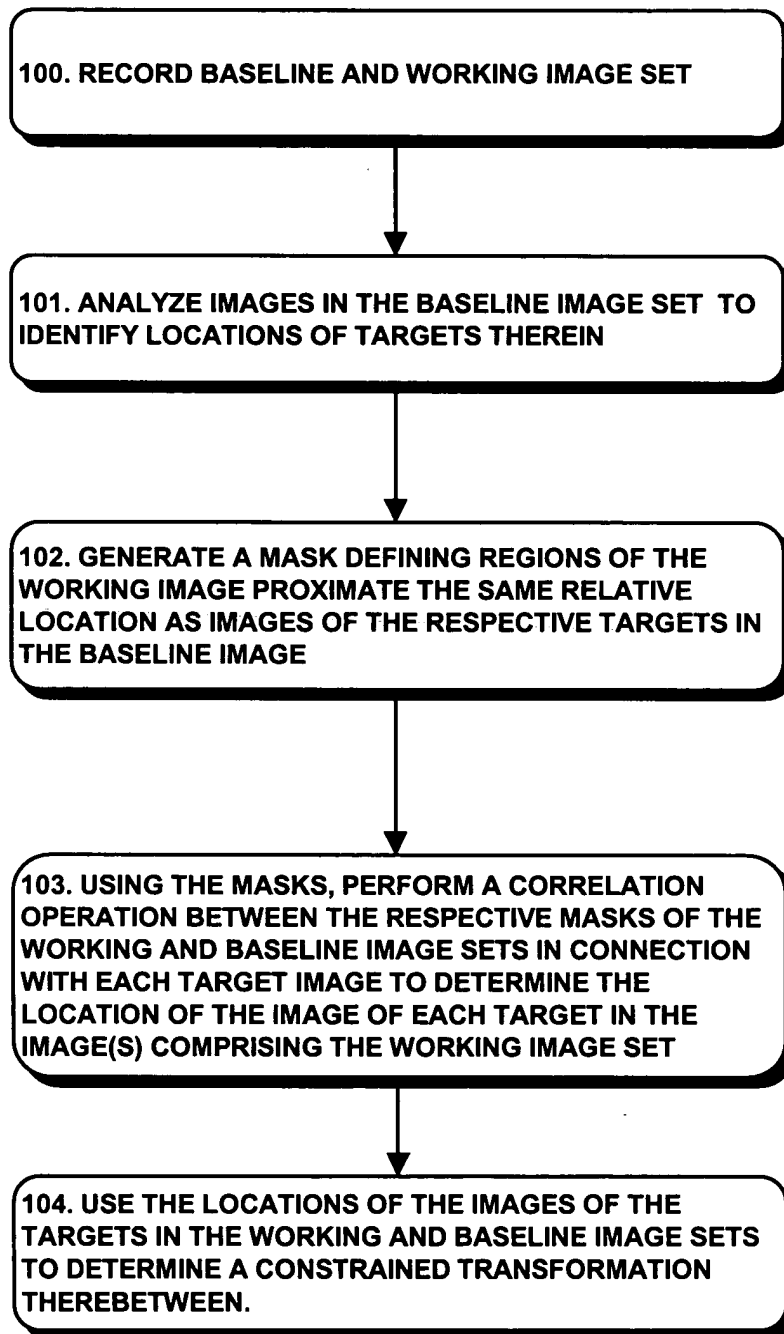 100. RECORD BASELINE AND WORKING IMAGE SET
101. ANALYZE IMAGES IN THE BASELINE IMAGE SET TO
IDENTIFY LOCATIONS OF TARGETS THEREIN
102. GENERATE A MASK DEFINING REGIONS OF THE
WORKING IMAGE PROXIMATE THE SAME RELATIVE
LOCATION AS IMAGES OF THE RESPECTIVE TARGETS IN
THE BASELINE IMAGE
103. USING THE MASKS, PERFORM A CORRELATION
OPERATION BETWEEN THE RESPECTIVE MASKS OF THE
WORKING AND BASELINE IMAGE SETS IN CONNECTION
WITH EACH TARGET IMAGE TO DETERMINE THE
LOCATION OF THE IMAGE OF EACH TARGET IN THE
IMAGE(S) COMPRISING THE WORKING IMAGE SET
104. USE THE LOCATIONS OF THE IMAGES OF THE
TARGETS IN THE WORKING AND BASELINE IMAGE SETS
TO DETERMINE A CONSTRAINED TRANSFORMATION
THEREBETWEEN.